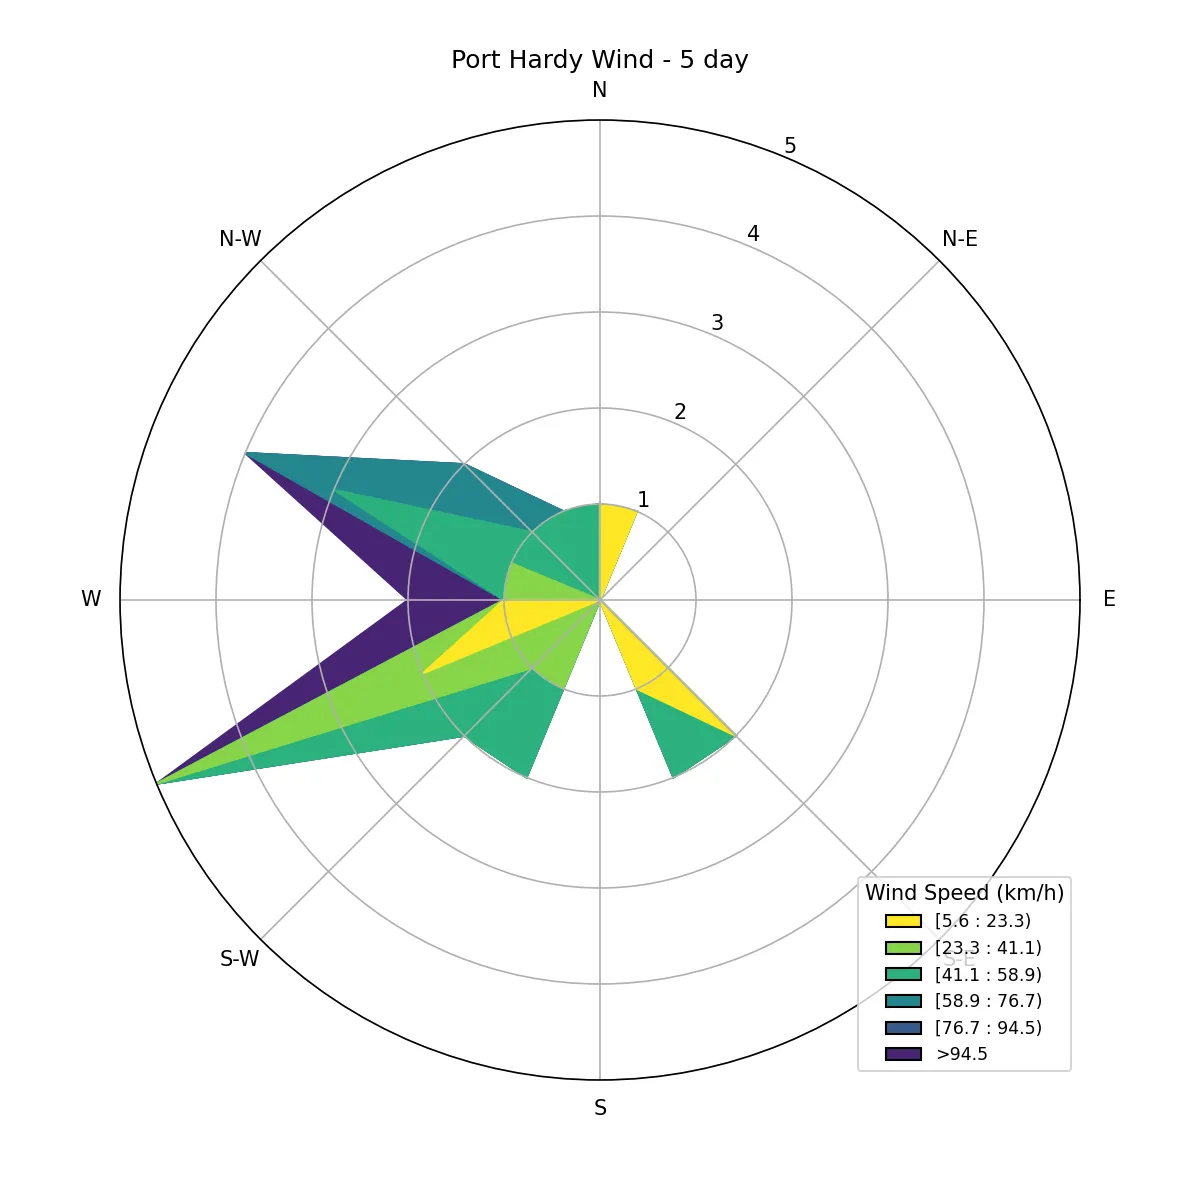 Port Hardy Wind - 5 day
N
5
N-W
4
N-E
3
2
1
W
E
S-W
S-E
S
Wind Speed (km/h)
[5.6 : 23.3)
[23.3 : 41.1)
[41.1 : 58.9)
[58.9 : 76.7)
[76.7 : 94.5)
>94.5